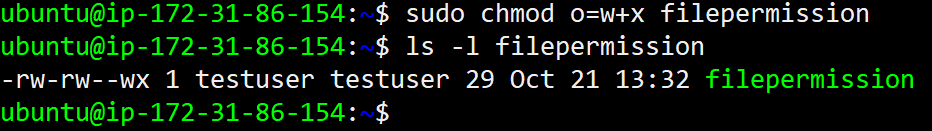 ubuntu@ip-172-31-86-154:~$ sudo chmod o=w+x filepermission
ubuntu@ip-172-31-86-154:~$ ls -l filepermission
-rw-rw--wx 1 testuser testuser 29 Oct 21 13:32 filepermission
ubuntu@ip-172-31-86-154:~$